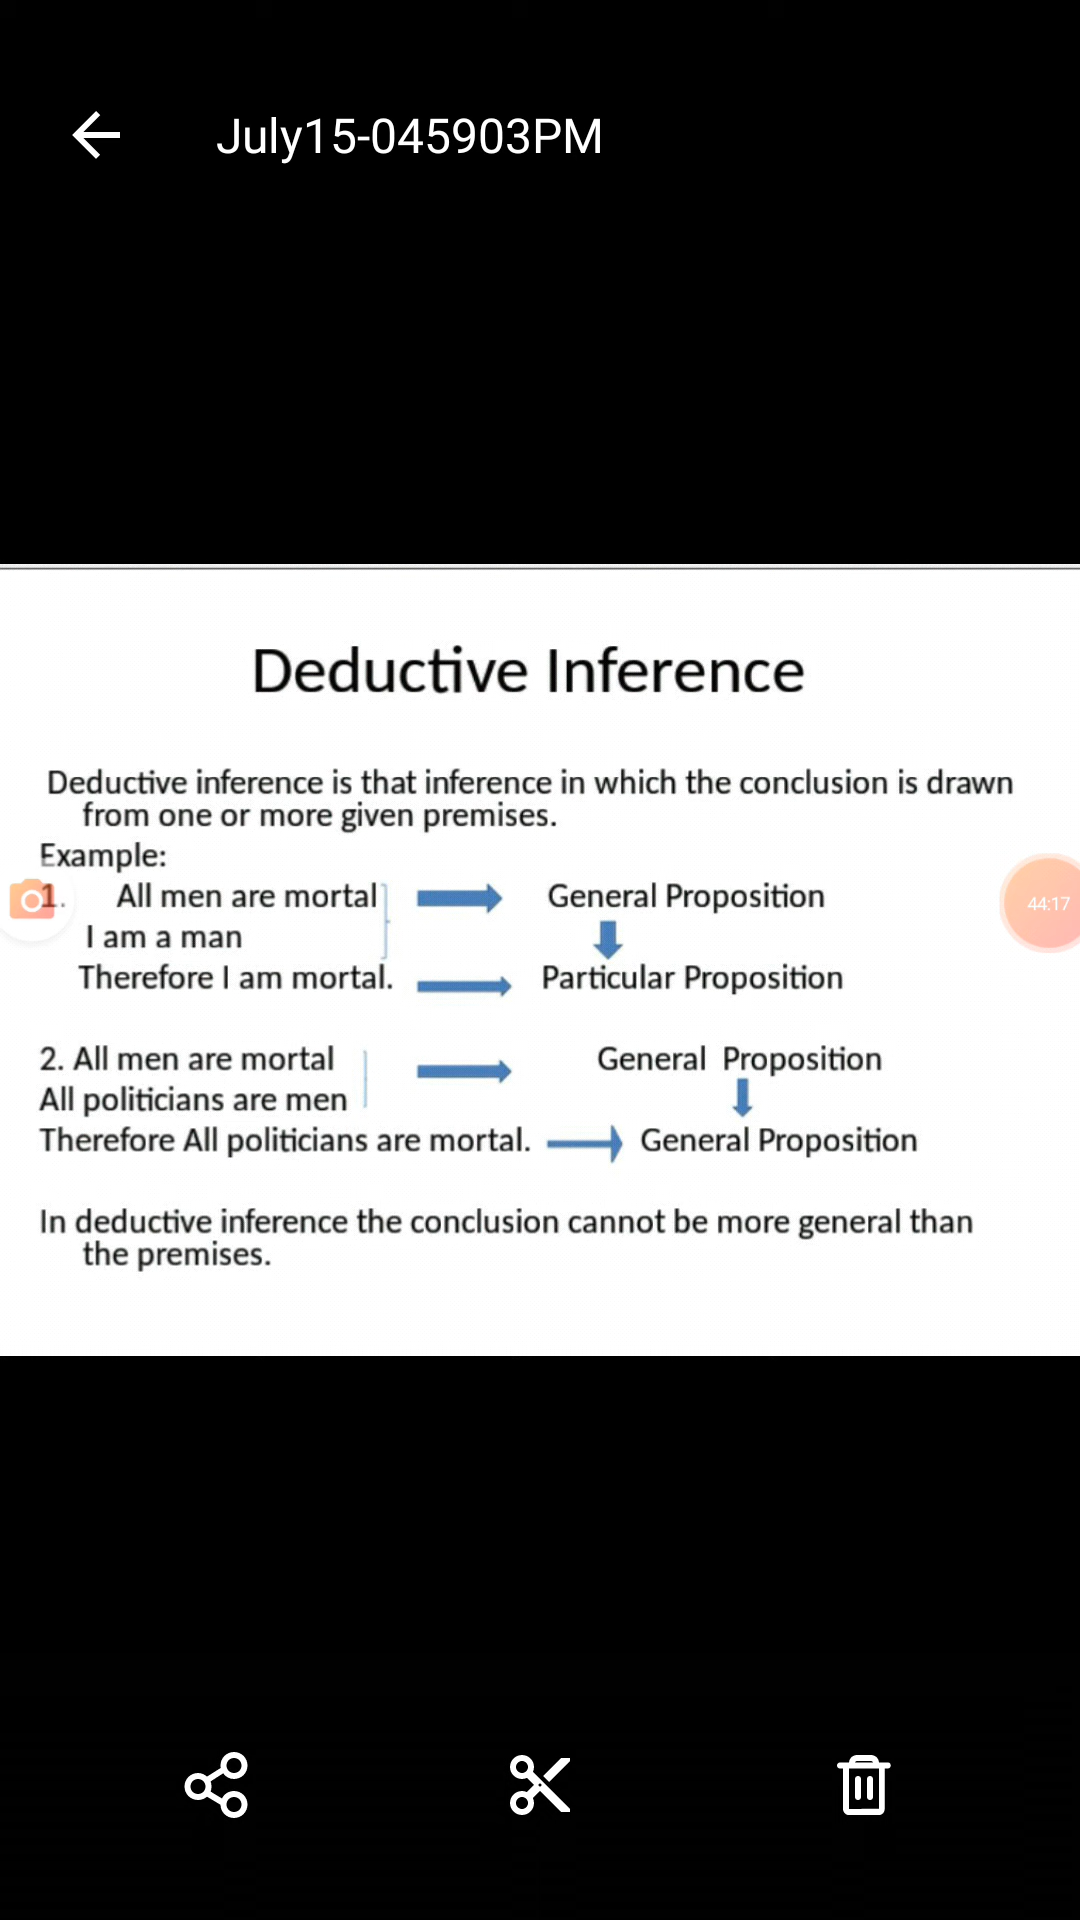 July15-045903PM
Deductive Inference
Deductive inference is that inference in which the conclusion is drawn
from one or more given premises.
Example:
1. All men are mortal General Proposition
44:17
I am a man
Therefore I am mortal. Particular Proposition
2. All men are mortal General Proposition
All politicians are men
Therefore All politicians are mortal. General Proposition
In deductive inference the conclusion cannot be more general than
the premises.